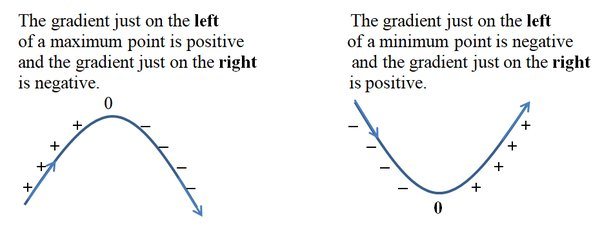 The gradient just on the left
of a maximum point is positive
and the gradient just on the right
is negative.
0
+
+
+
+
–
–
–
–
The gradient just on the left
of a minimum point is negative
and the gradient just on the right
is positive.
–
–
–
–
+
+
+
+
0